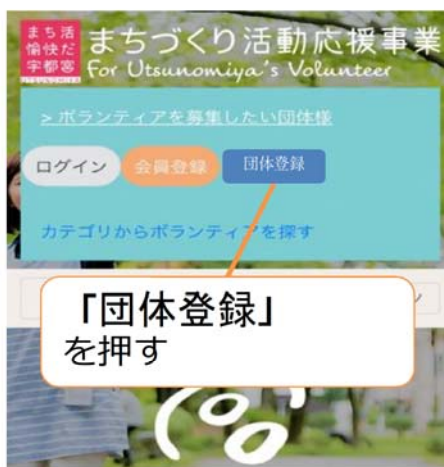 まち活
愉快だ
宇都宮
まちづくり活動応援事業
For Utsunomiya's Volunteer
> ボランティアを募集したい団体様
ログイン 会員登録 団体登録
カテゴリからボランティアを探す
「団体登録」
を押す